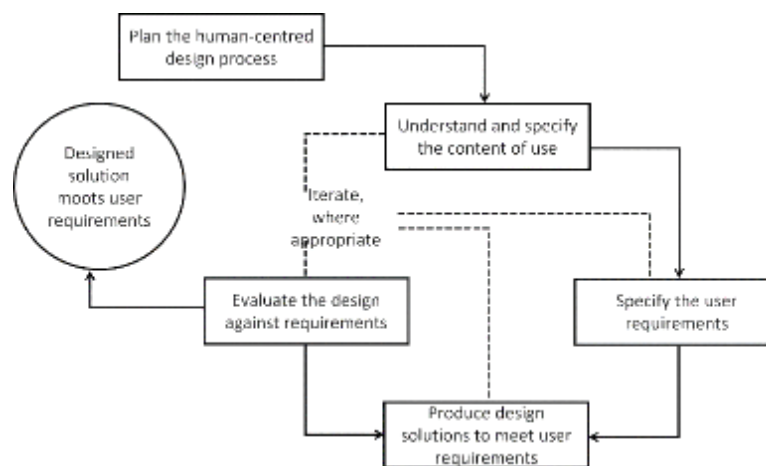 Plan the human-centred
design process
Understand and specify
the content of use
Designed
solution
moots user
requirements
Iterate,
where
appropriate
Evaluate the design
against requirements
Specify the user
requirements
Produce design
solutions to meet user
requirements